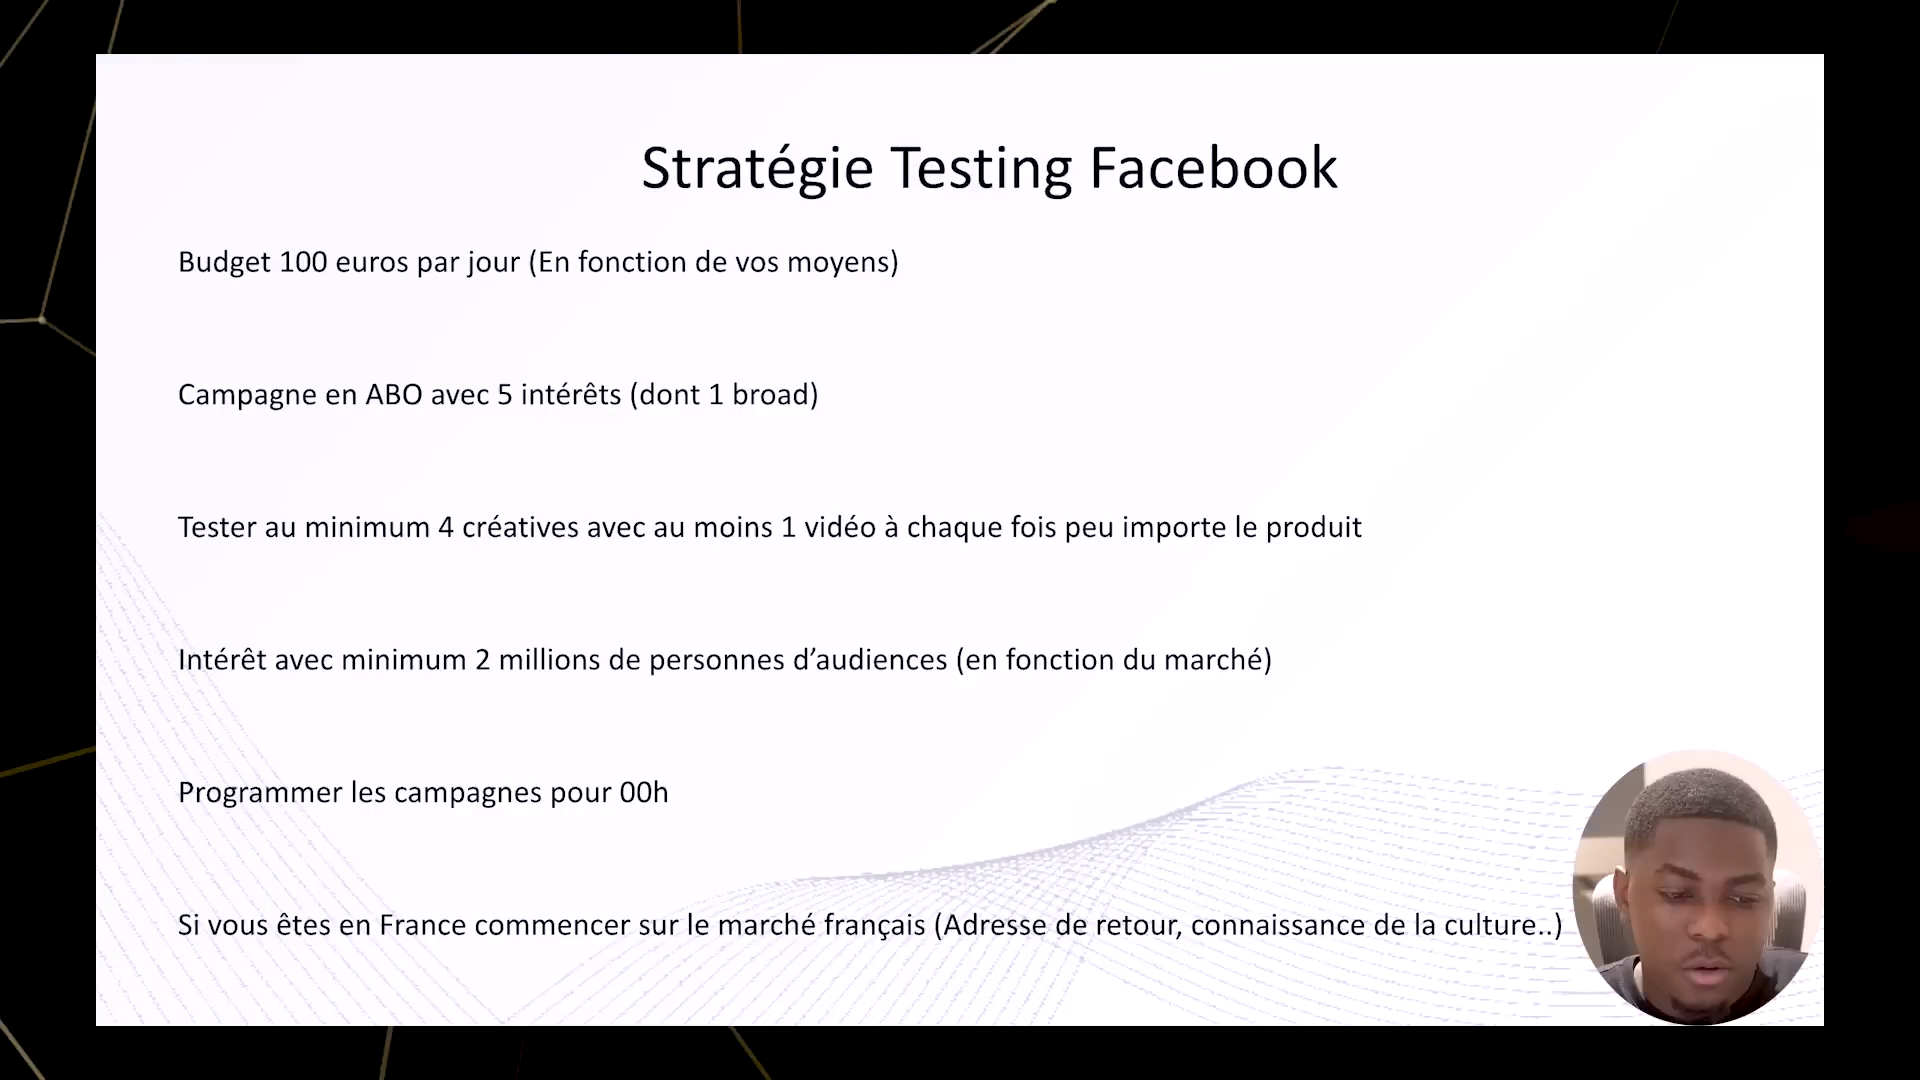 Stratégie Testing Facebook
Budget 100 euros par jour (En fonction de vos moyens)
Campagne en ABO avec 5 intérêts (dont 1 broad)
Tester au minimum 4 créatives avec au moins 1 vidéo à chaque fois peu importe le produit
Intérêt avec minimum 2 millions de personnes d’audiences (en fonction du marché)
Programmer les campagnes pour 00h
Si vous êtes en France commencer sur le marché français (Adresse de retour, connaissance de la culture..)